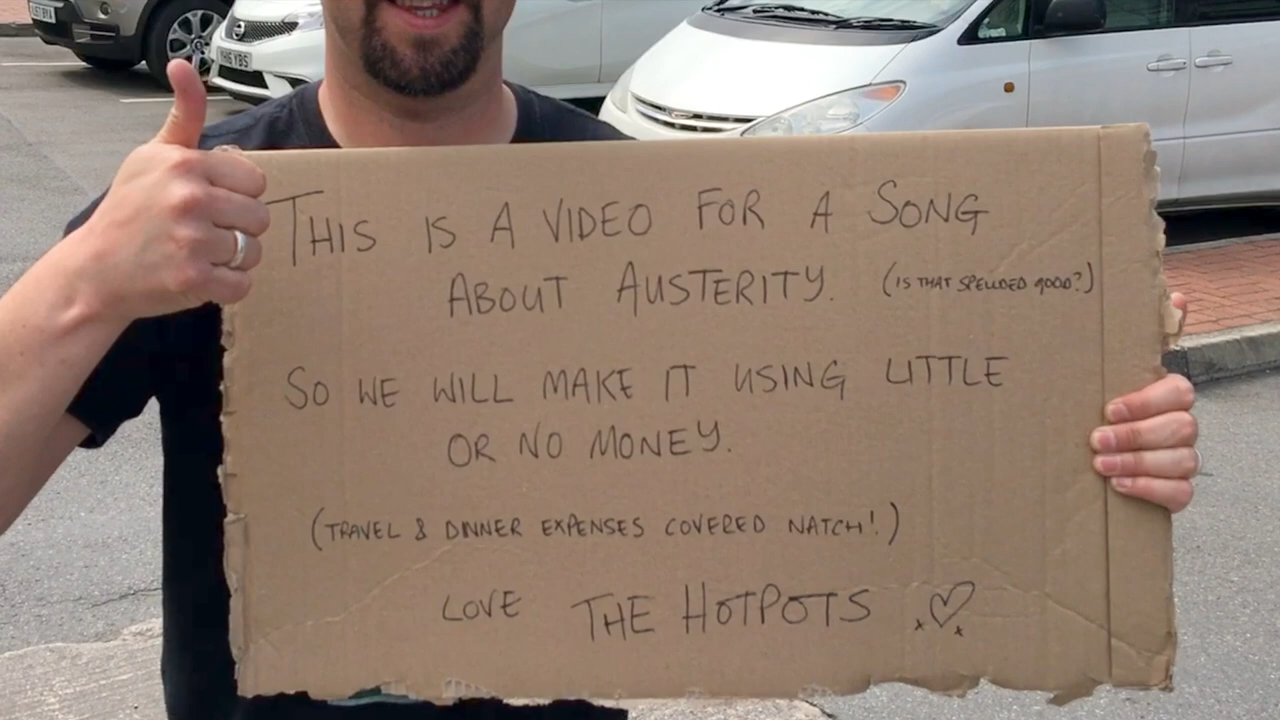 THIS IS A VIDEO FOR A SONG
ABOUT AUSTERITY. (IS THAT SPELLDED GOOD?)
SO WE WILL MAKE IT USING LITTLE
OR NO MONEY.
(TRAVEL & DINNER EXPENSES COVERED NATCH!)
LOVE THE HOTPOTS